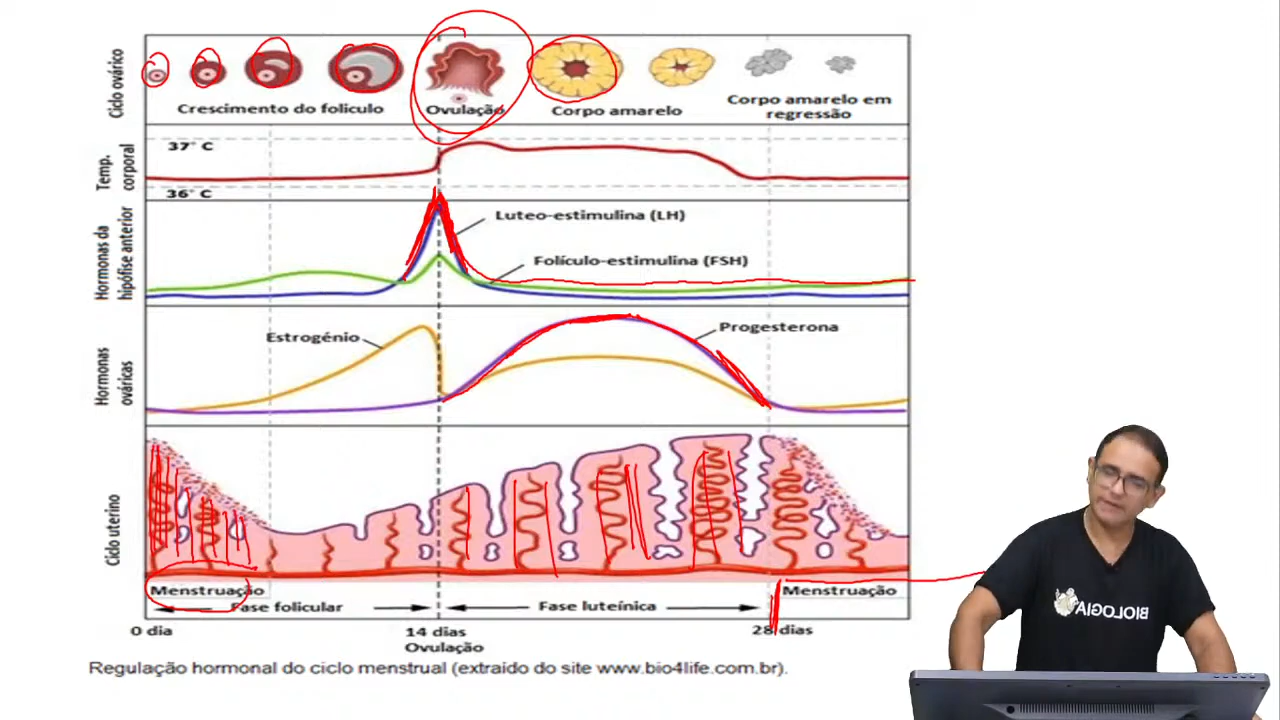 Ciclo ovárico
Crescimento do folículo
Ovulação
Corpo amarelo
Corpo amarelo em
regressão
Temp.
corporal
37° C
36° C
Hormonas da
hipófise anterior
Luteo-estimulina (LH)
Folículo-estimulina (FSH)
Hormonas
ováricas
Estrogénio
Progesterona
Ciclo uterino
Menstruação
Menstruação
Fase folicular
Fase luteínica
0 dia
14 dias
28 dias
Ovulação
Regulação hormonal do ciclo menstrual (extraido do site www.bio4life.com.br).
BIOLOGIA